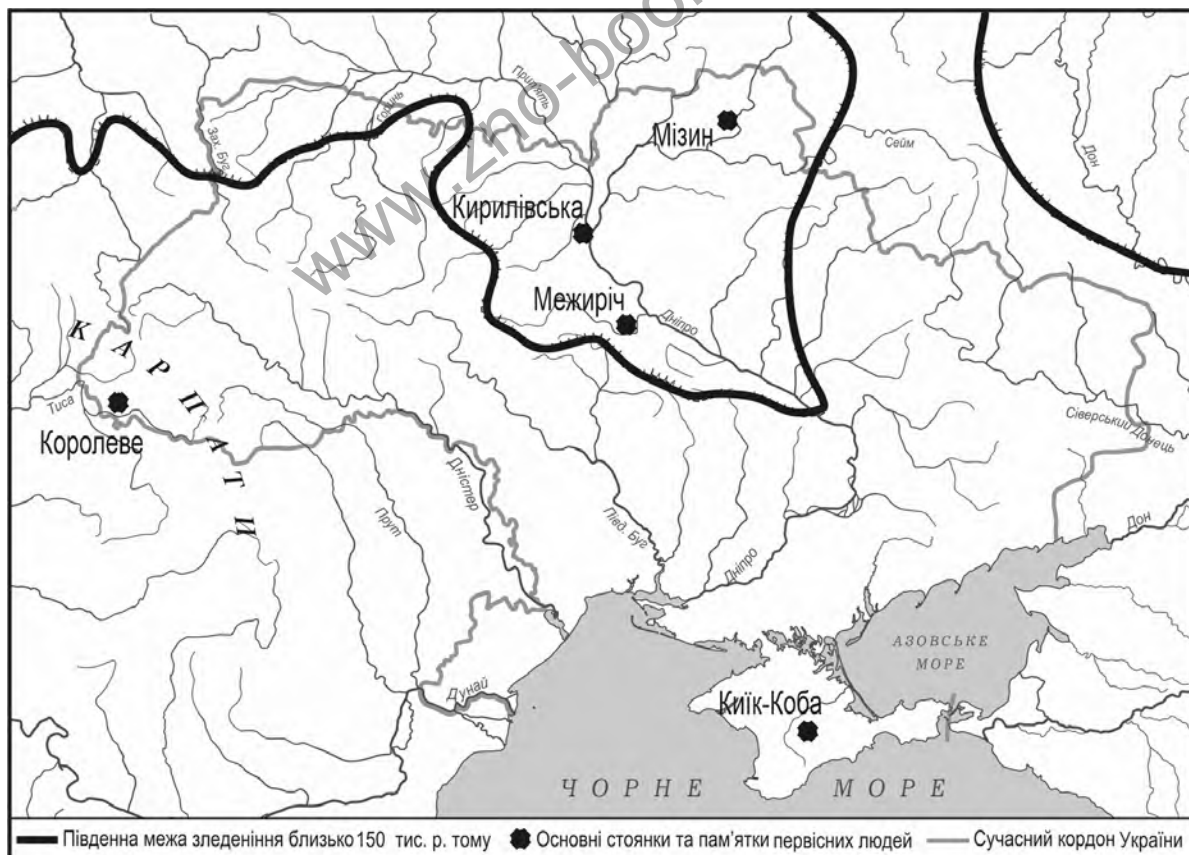 www.zno-boo
Прип'ять
Горинь
Зах. Буг
Мізин
Сейм
Дон
Кирилівська
Межиріч
Дніпро
КАРПАТИ
Тиса
Королеве
Сіверський Донець
Дністер
Прут
Півд. Буг
Дніпро
Дон
АЗОВСЬКЕ
МОРЕ
Дунай
Киїк-Коба
ЧОРНЕ МОРЕ
Південна межа зледеніння близько 150 тис. р. тому Основні стоянки та пам'ятки первісних людей Сучасний кордон України